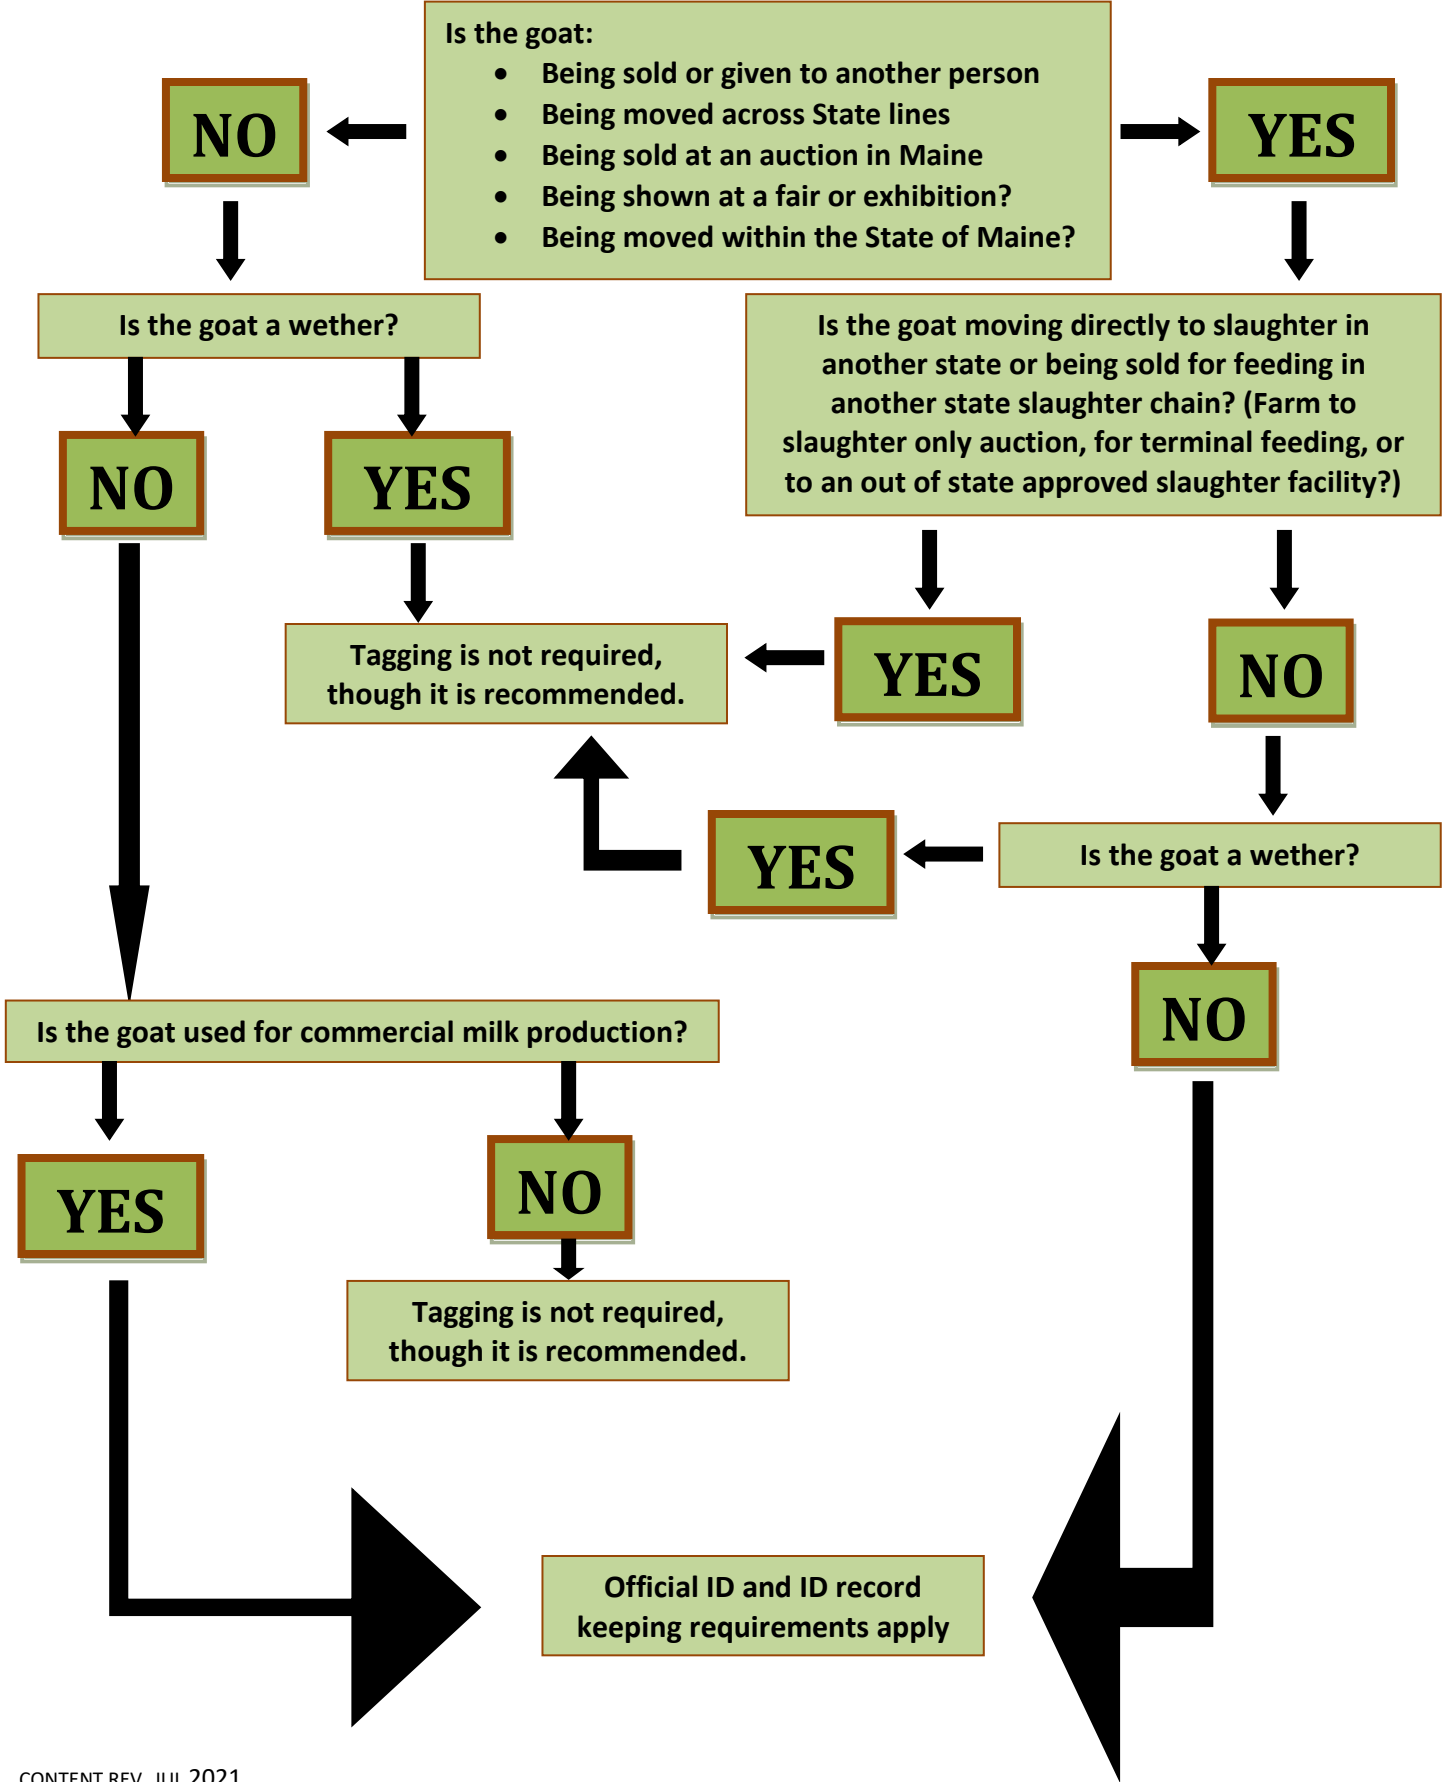 Is the goat:
• Being sold or given to another person
• Being moved across State lines
• Being sold at an auction in Maine
• Being shown at a fair or exhibition?
• Being moved within the State of Maine?
NO
YES
Is the goat a wether?
Is the goat moving directly to slaughter in
another state or being sold for feeding in
another state slaughter chain? (Farm to
slaughter only auction, for terminal feeding, or
to an out of state approved slaughter facility?)
NO
YES
Tagging is not required,
though it is recommended.
YES
NO
YES
Is the goat a wether?
NO
Is the goat used for commercial milk production?
YES
NO
Tagging is not required,
though it is recommended.
Official ID and ID record
keeping requirements apply
CONTENT REV. JUL 2021